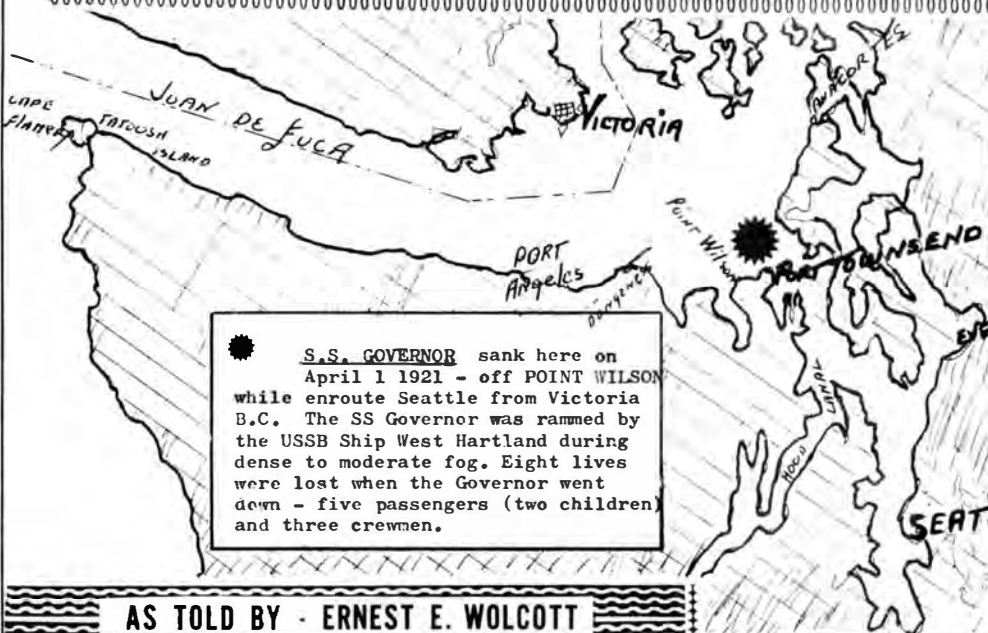 JUAN DE FUCA
CAPE
FLATTERY
TATOOSH
ISLAND
VICTORIA
ANACORTES
POINT WILSON
PORT TOWNSEND
PORT
ANGELES
DUNGENESS
HOOD CANAL
SEAT
S.S. GOVERNOR sank here on
April 1 1921 - off POINT WILSON
while enroute Seattle from Victoria
B.C. The SS Governor was rammed by
the USSB Ship West Hartland during
dense to moderate fog. Eight lives
were lost when the Governor went
down - five passengers (two children)
and three crewmen.
AS TOLD BY - ERNEST E. WOLCOTT